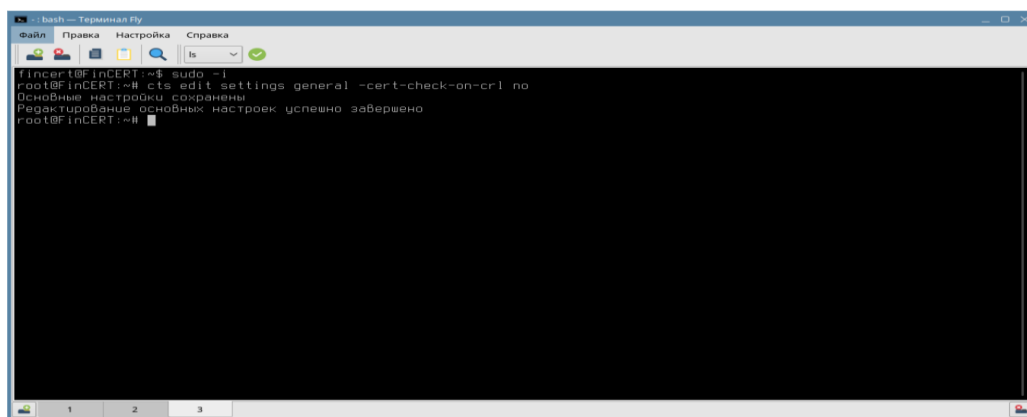 - : bash — Терминал Fly
Файл Правка Настройка Справка
ls
fincert@FinCERT:~$ sudo -i
root@FinCERT:~# cts edit settings general -cert-check-on-crl no
Основные настройки сохранены
Редактирование основных настроек успешно завершено
root@FinCERT:~#
1 2 3